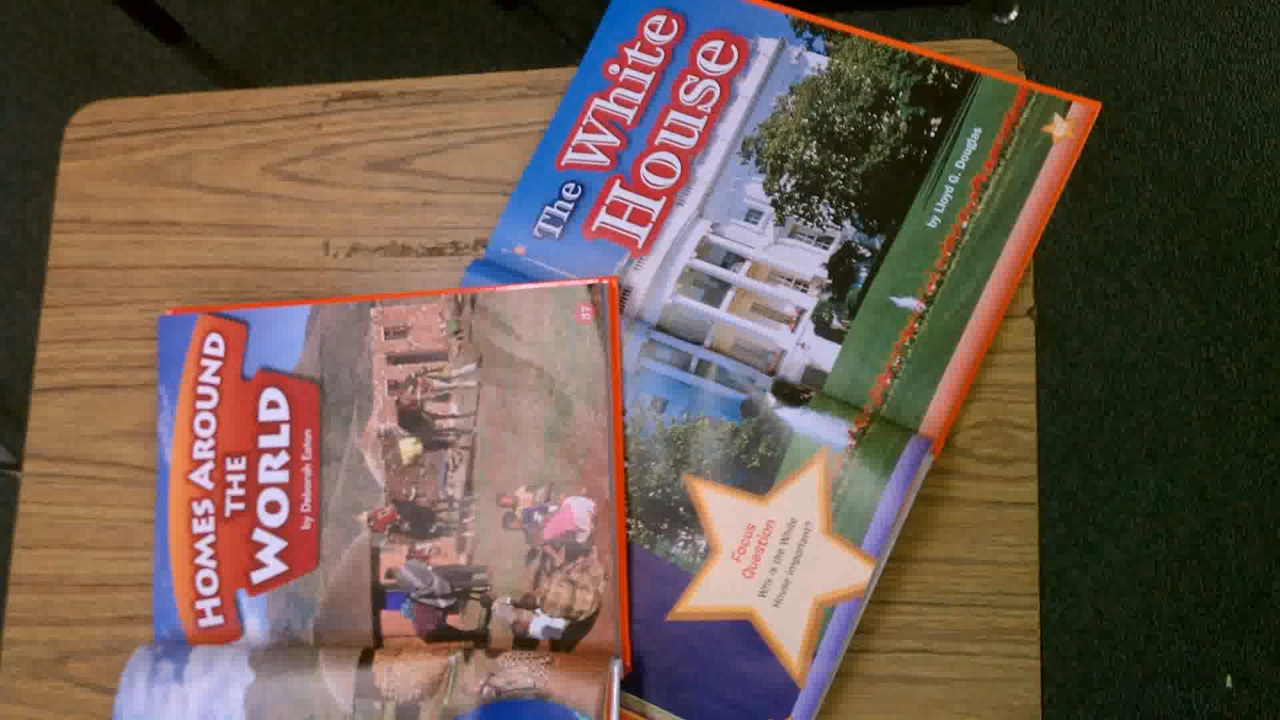 The White
House
by Lloyd G. Douglas
Focus
Question
Why is the White
House important?
HOMES AROUND
THE
WORLD
by Deborah Eaton
37